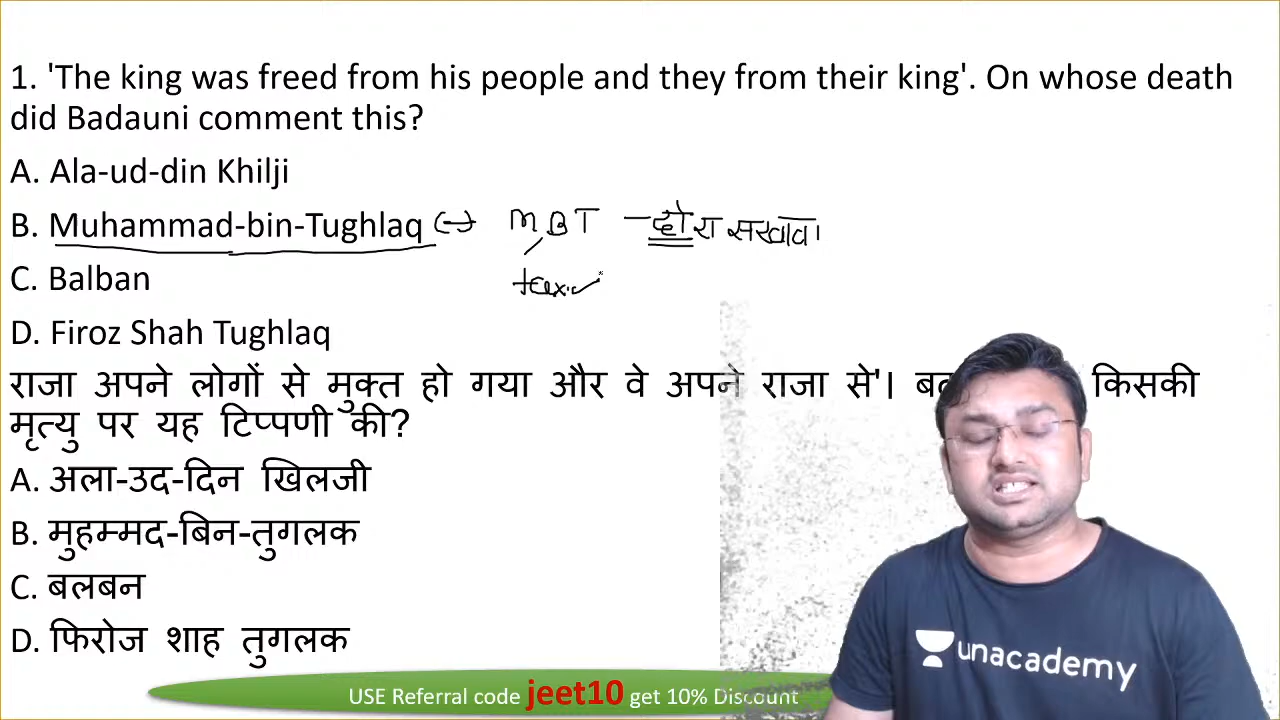 1. 'The king was freed from his people and they from their king'. On whose death
did Badauni comment this?
A. Ala-ud-din Khilji
B. Muhammad-bin-Tughlaq MBT
C. Balban
D. Firoz Shah Tughlaq
राजा अपने लोगों से मुक्त हो गया और वे अपने राजा से'। किसकी
मृत्यु पर यह टिप्पणी की?
A. अला-उद-दिन खिलजी
B. मुहम्मद-बिन-तुगलक
C. बलबन
D. फिरोज शाह तुगलक
unacademy
USE Referral code jeet10 get 10% Discount